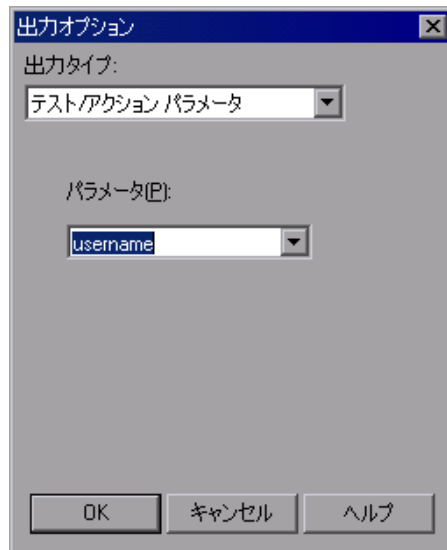 出力オプション
出力タイプ:
テスト/アクション パラメータ
パラメータ(P):
username
OK キャンセル ヘルプ